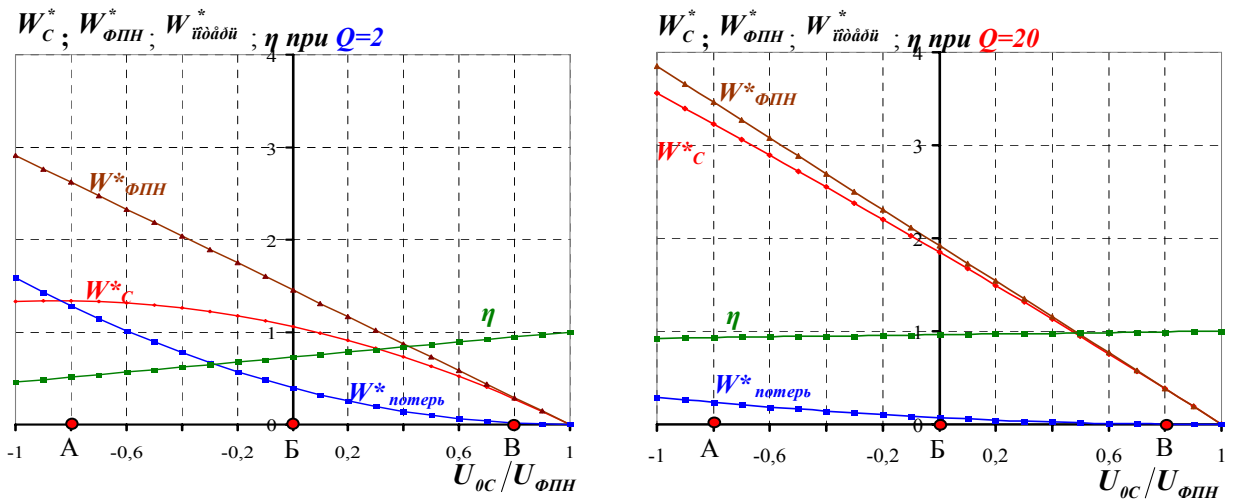 W*C ; W*ФПН ; W*ïîòåðü ; η при Q=2
4
3
2
1
0
W*ФПН
W*C
η
W*потерь
-1
А
-0,6
-0,2
Б
0,2
В
0,6
1
U0C/UФПН
W*C ; W*ФПН ; W*ïîòåðü ; η при Q=20
4
3
2
1
0
W*ФПН
W*C
η
W*потерь
-1
А
-0,6
-0,2
Б
0,2
0,6
В
1
U0C/UФПН